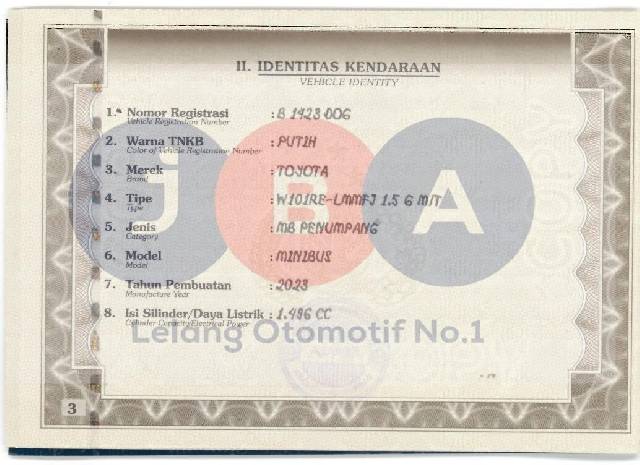 II. IDENTITAS KENDARAAN
VEHICLE IDENTITY
1.* Nomor Registrasi : B 1423 DOG
Vehicle Registration Number
2. Warna TNKB : PUTIH
Color of Vehicle Registration Number
3. Merek : TOYOTA
Brand
4. Tipe : W101RE-LMMFJ 1.5 G M/T
Type
5. Jenis : MB PENUMPANG
Category
6. Model : MINIBUS
Model
7. Tahun Pembuatan : 2023
Manufacture Year
8. Isi Silinder/Daya Listrik : 1.496 CC
Cilinder Capacity/Electrical Power
JBA
Lelang Otomotif No.1
3